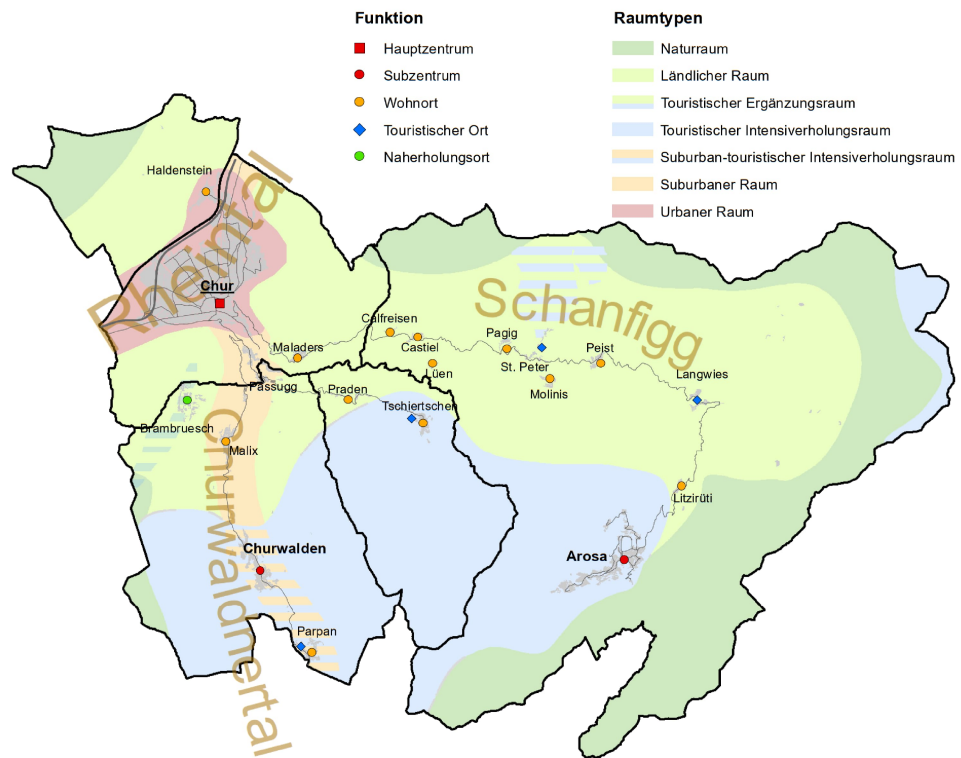 Funktion
Hauptzentrum
Subzentrum
Wohnort
Touristischer Ort
Naherholungsort
Raumtypen
Naturraum
Ländlicher Raum
Touristischer Ergänzungsraum
Touristischer Intensiverholungsraum
Suburban-touristischer Intensiverholungsraum
Suburbaner Raum
Urbaner Raum
Haldenstein
Rheintal
Chur
Schanfigg
Calfreisen
Castiel
Pagig
Maladers
Lüen
St. Peter
Peist
Langwies
Passugg
Praden
Molinis
Tschiertschen
Brambruesch
Malix
Churwaldnertal
Litzirüti
Churwalden
Arosa
Parpan